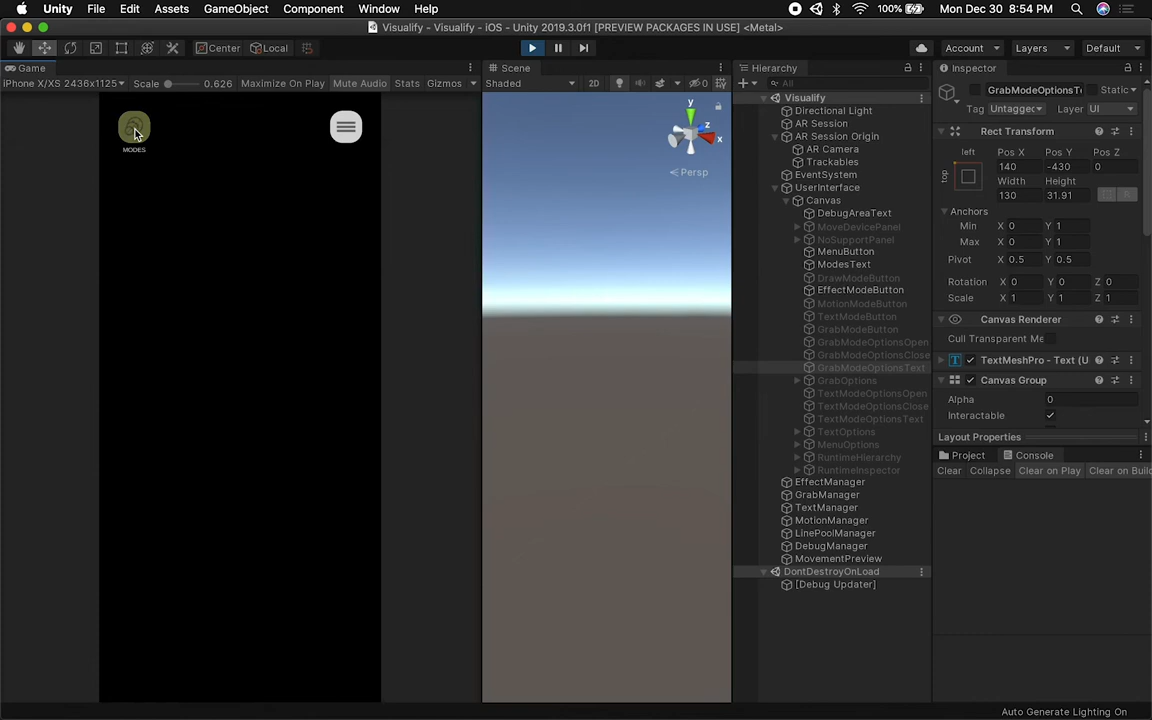 Unity File Edit Assets GameObject Component Window Help 100% Mon Dec 30 8:54 PM
Visualify - Visualify - iOS - Unity 2019.3.0f1 [PREVIEW PACKAGES IN USE] <Metal>
Center Local Account Layers Default
Game Scene Hierarchy Inspector
iPhone X/XS 2436x1125 Scale 0.626 Maximize On Play Mute Audio Stats Gizmos
Shaded 2D 0 All
MODES
y
z
x
Persp
Visualify
Directional Light
AR Session
AR Session Origin
AR Camera
Trackables
EventSystem
UserInterface
Canvas
DebugAreaText
MoveDevicePanel
NoSupportPanel
MenuButton
ModesText
DrawModeButton
EffectModeButton
MotionModeButton
TextModeButton
GrabModeButton
GrabModeOptionsOpen
GrabModeOptionsClose
GrabModeOptionsText
GrabOptions
TextModeOptionsOpen
TextModeOptionsClose
TextModeOptionsText
TextOptions
MenuOptions
RuntimeHierarchy
RuntimeInspector
EffectManager
GrabManager
TextManager
MotionManager
LinePoolManager
DebugManager
MovementPreview
DontDestroyOnLoad
[Debug Updater]
GrabModeOptionsTe Static
Tag Untagged Layer UI
Rect Transform
left Pos X Pos Y Pos Z
top 140 -430 0
Width Height
130 31.91 R
Anchors
Min X 0 Y 1
Max X 0 Y 1
Pivot X 0.5 Y 0.5
Rotation X 0 Y 0 Z 0
Scale X 1 Y 1 Z 1
Canvas Renderer
Cull Transparent Me
TextMeshPro - Text (U
Canvas Group
Alpha 0
Interactable
Layout Properties
Project Console
Clear Collapse Clear on Play Clear on Build
Auto Generate Lighting On